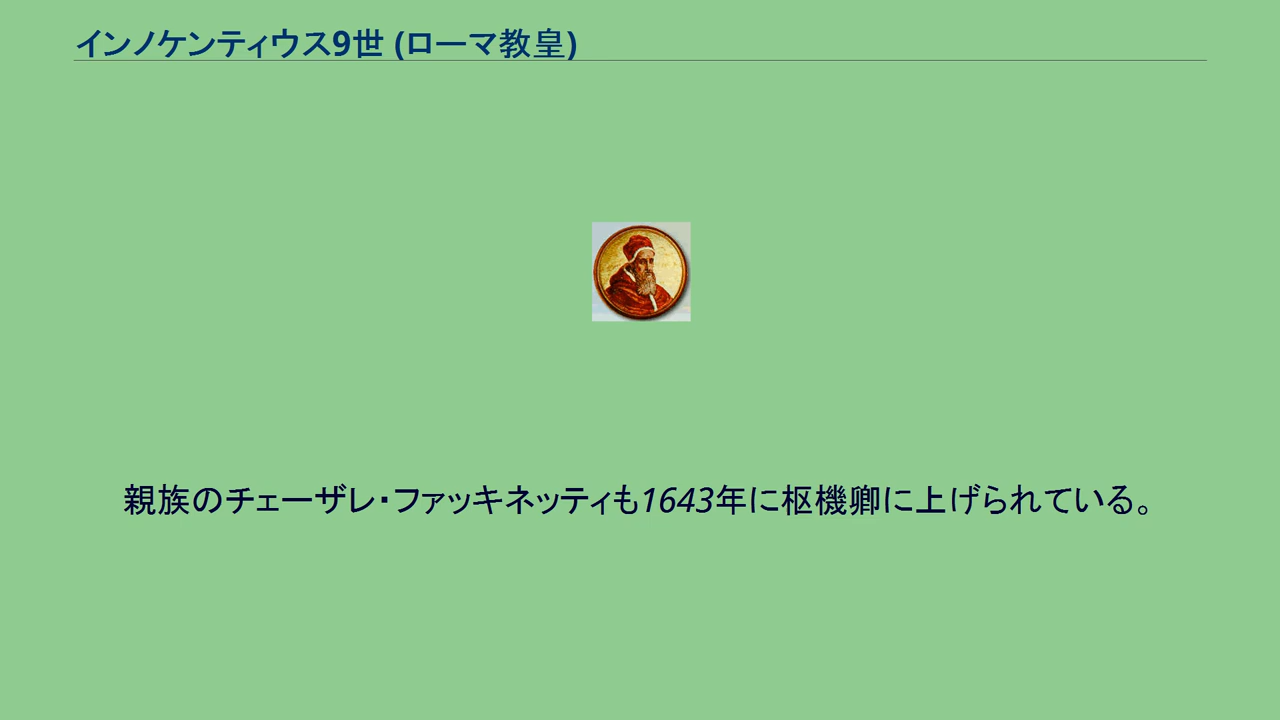 インノケンティウス9世 (ローマ教皇)
親族のチェーザレ・ファッキネッティも1643年に枢機卿に上げられている。